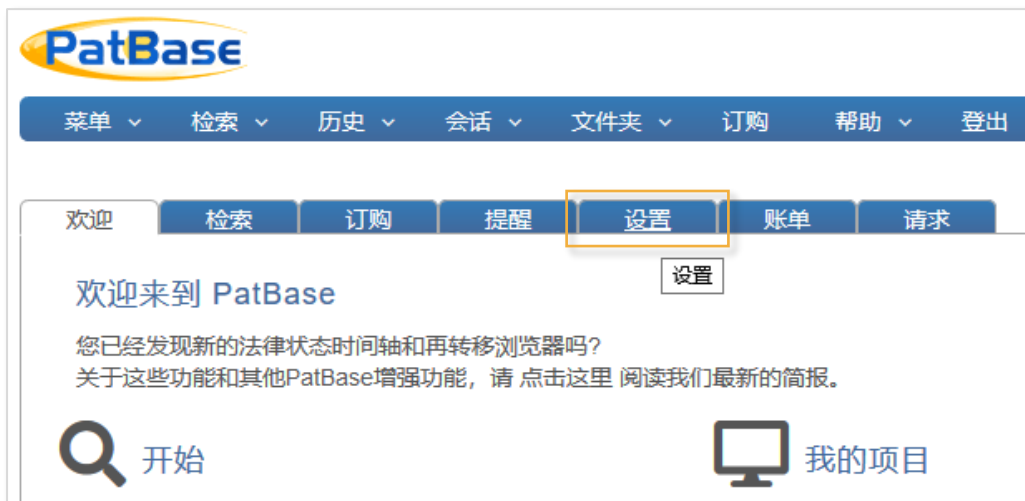 PatBase
菜单 检索 历史 会话 文件夹 订购 帮助 登出
欢迎 检索 订购 提醒 设置 账单 请求
设置
欢迎来到 PatBase
您已经发现新的法律状态时间轴和再转移浏览器吗?
关于这些功能和其他PatBase增强功能，请 点击这里 阅读我们最新的简报。
开始 我的项目